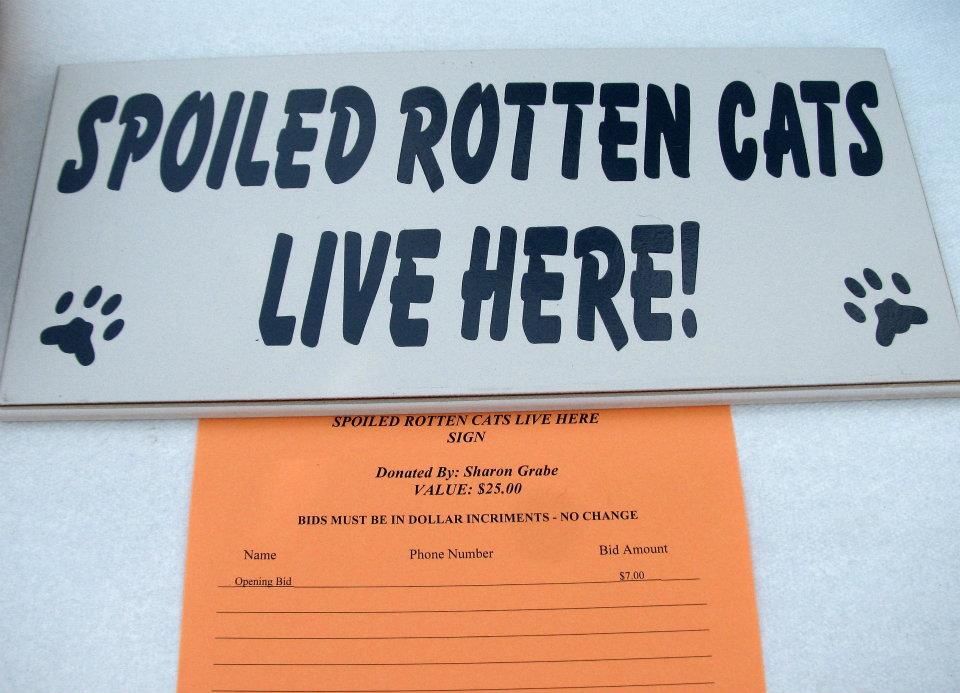 SPOILED ROTTEN CATS
LIVE HERE!
SPOILED ROTTEN CATS LIVE HERE
SIGN
Donated By: Sharon Grabe
VALUE: $25.00
BIDS MUST BE IN DOLLAR INCRIMENTS - NO CHANGE
Name Phone Number Bid Amount
Opening Bid $7.00